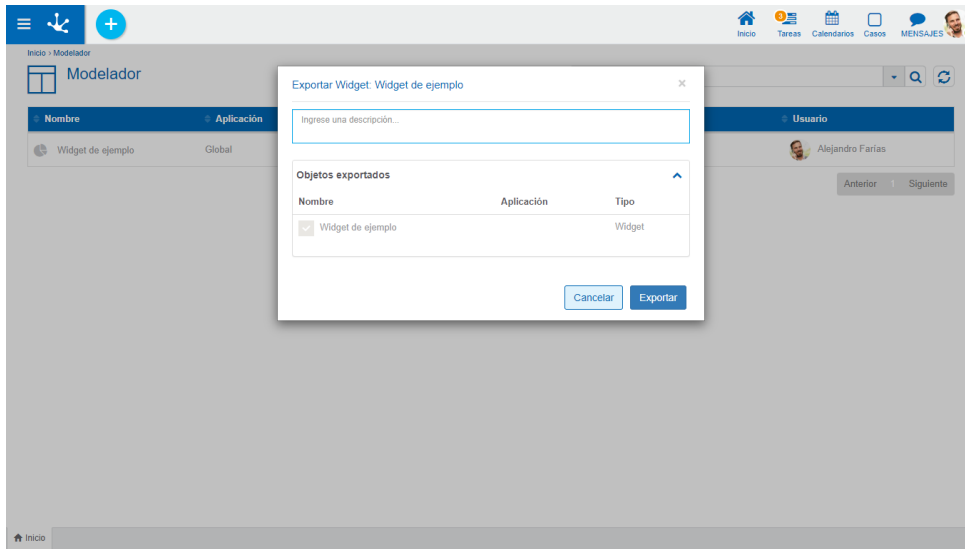 3
Inicio Tareas Calendarios Casos MENSAJES
Inicio › Modelador
Modelador
Exportar Widget: Widget de ejemplo ×
Nombre Aplicación Usuario
Ingrese una descripción...
Widget de ejemplo Global Alejandro Farías
Objetos exportados
Anterior 1 Siguiente
Nombre Aplicación Tipo
Widget de ejemplo Widget
Cancelar Exportar
Inicio